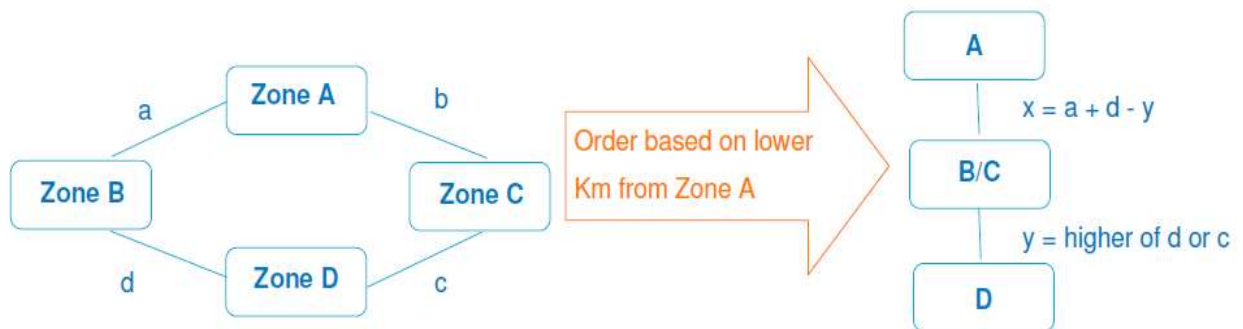 Zone A
a
b
Zone B
Zone C
d
Zone D
c
Order based on lower
Km from Zone A
A
x = a + d - y
B/C
y = higher of d or c
D